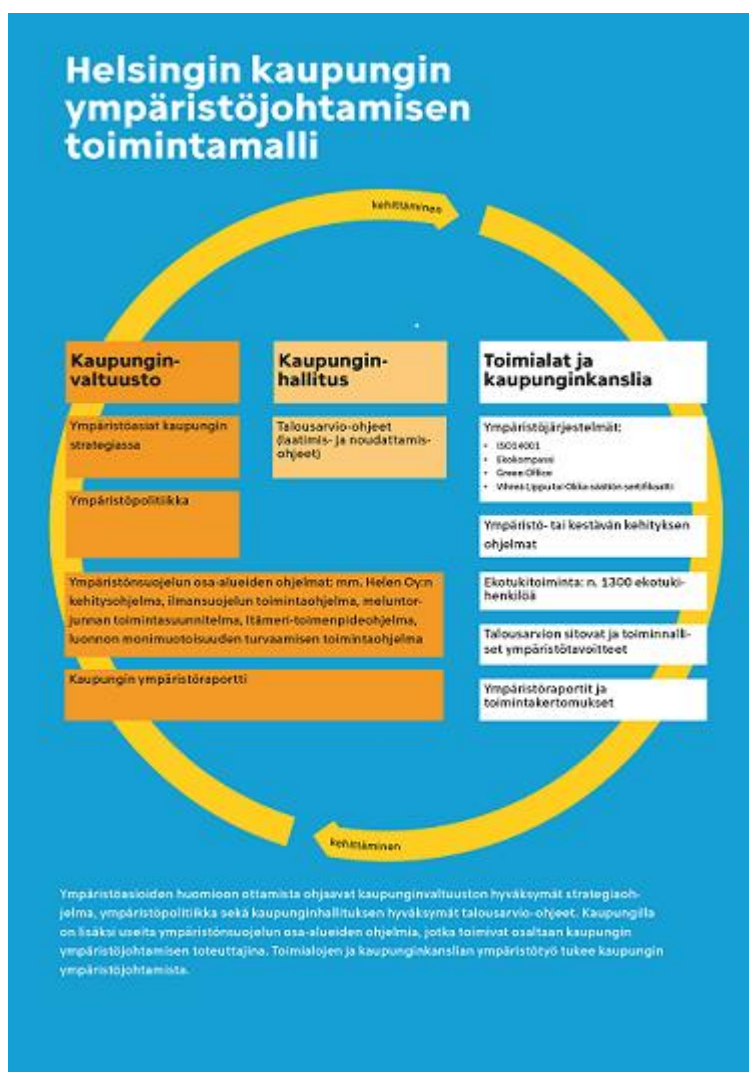 Helsingin kaupungin
ympäristöjohtamisen
toimintamalli
kehittäminen
Kaupungin-
valtuusto
Ympäristöasiat kaupungin
strategiassa
Ympäristöpolitiikka
Kaupungin-
hallitus
Talousarvio-ohjeet
(laatimis- ja noudattamis-
ohjeet)
Ympäristönsuojelun osa-alueiden ohjelmat: mm. Helen Oy:n
kehitysohjelma, ilmansuojelun toimintaohjelma, meluntor-
junnan toimintasuunnitelma, Itämeri-toimenpideohjelma,
luonnon monimuotoisuuden turvaamisen toimintaohjelma
Kaupungin ympäristöraportti
Toimialat ja
kaupunginkanslia
Ympäristöjärjestelmät:
• ISO14001
• Ekokompassi
• Green Office
• Vihreä Lippu tai Okka-säätiön sertifikaatti
Ympäristö- tai kestävän kehityksen
ohjelmat
Ekotukitoiminta: n. 1300 ekotuki-
henkilöä
Talousarvion sitovat ja toiminnalli-
set ympäristötavoitteet
Ympäristöraportit ja
toimintakertomukset
kehittäminen
Ympäristöasioiden huomioon ottamista ohjaavat kaupunginvaltuuston hyväksymät strategiaoh-
jelma, ympäristöpolitiikka sekä kaupunginhallituksen hyväksymät talousarvio-ohjeet. Kaupungilla
on lisäksi useita ympäristönsuojelun osa-alueiden ohjelmia, jotka toimivat osaltaan kaupungin
ympäristöjohtamisen toteuttajina. Toimialojen ja kaupunginkanslian ympäristötyö tukee kaupungin
ympäristöjohtamista.